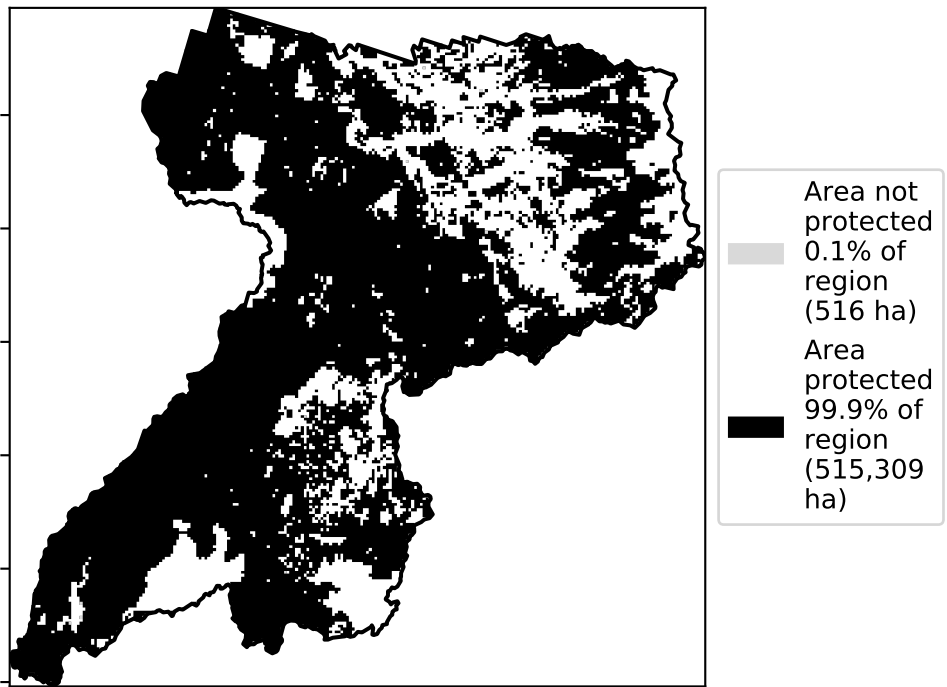 Area not
protected
0.1% of
region
(516 ha)
Area
protected
99.9% of
region
(515,309
ha)